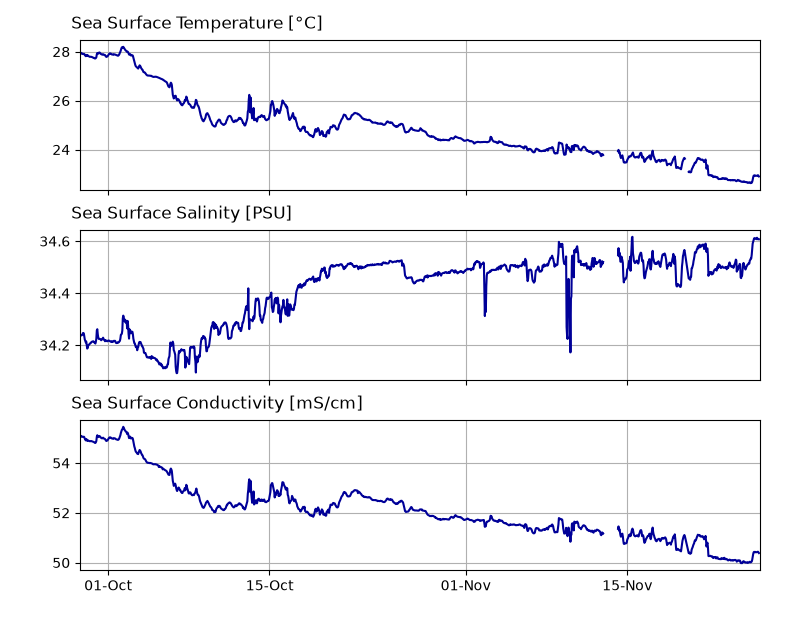 Sea Surface Temperature [°C]
28
26
24
Sea Surface Salinity [PSU]
34.6
34.4
34.2
Sea Surface Conductivity [mS/cm]
54
52
50
01-Oct 15-Oct 01-Nov 15-Nov